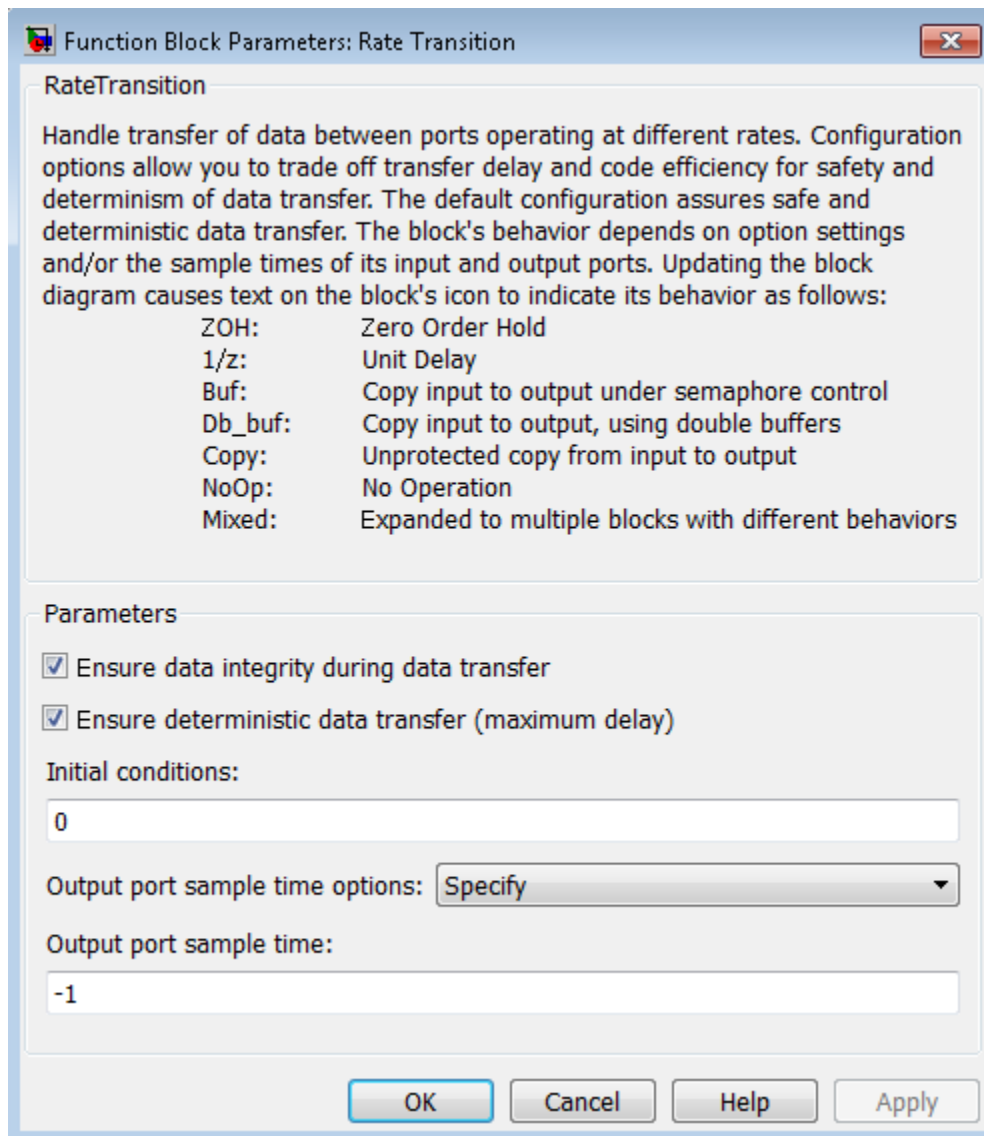 Function Block Parameters: Rate Transition
RateTransition
Handle transfer of data between ports operating at different rates. Configuration
options allow you to trade off transfer delay and code efficiency for safety and
determinism of data transfer. The default configuration assures safe and
deterministic data transfer. The block's behavior depends on option settings
and/or the sample times of its input and output ports. Updating the block
diagram causes text on the block's icon to indicate its behavior as follows:
ZOH: Zero Order Hold
1/z: Unit Delay
Buf: Copy input to output under semaphore control
Db_buf: Copy input to output, using double buffers
Copy: Unprotected copy from input to output
NoOp: No Operation
Mixed: Expanded to multiple blocks with different behaviors
Parameters
Ensure data integrity during data transfer
Ensure deterministic data transfer (maximum delay)
Initial conditions:
0
Output port sample time options: Specify
Output port sample time:
-1
OK Cancel Help Apply